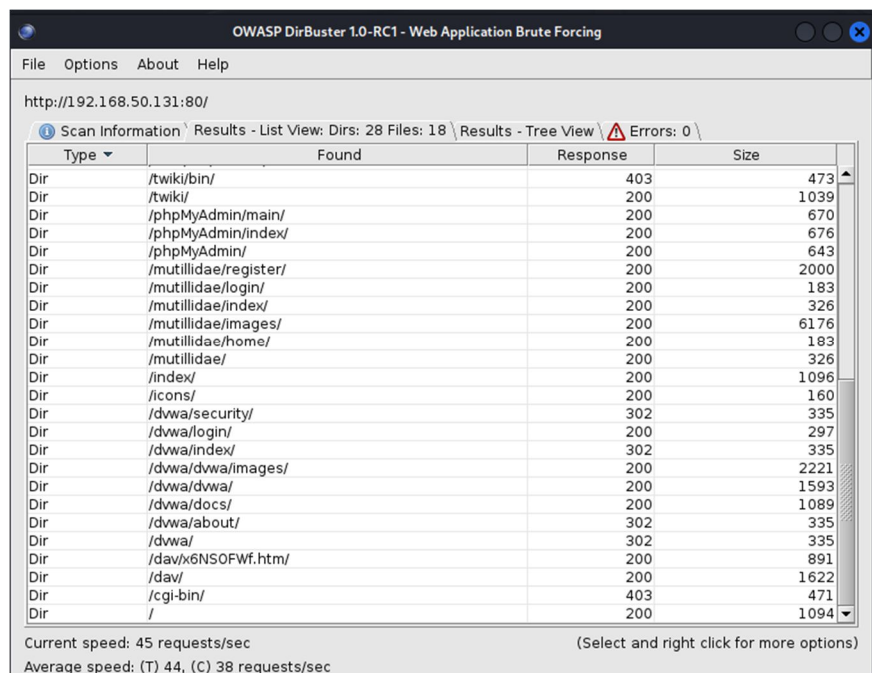 OWASP DirBuster 1.0-RC1 - Web Application Brute Forcing
File Options About Help
http://192.168.50.131:80/
Scan Information Results - List View: Dirs: 28 Files: 18 Results - Tree View Errors: 0
Type Found Response Size
Dir /twiki/bin/ 403 473
Dir /twiki/ 200 1039
Dir /phpMyAdmin/main/ 200 670
Dir /phpMyAdmin/index/ 200 676
Dir /phpMyAdmin/ 200 643
Dir /mutillidae/register/ 200 2000
Dir /mutillidae/login/ 200 183
Dir /mutillidae/index/ 200 326
Dir /mutillidae/images/ 200 6176
Dir /mutillidae/home/ 200 183
Dir /mutillidae/ 200 326
Dir /index/ 200 1096
Dir /icons/ 200 160
Dir /dvwa/security/ 302 335
Dir /dvwa/login/ 200 297
Dir /dvwa/index/ 302 335
Dir /dvwa/dvwa/images/ 200 2221
Dir /dvwa/dvwa/ 200 1593
Dir /dvwa/docs/ 200 1089
Dir /dvwa/about/ 302 335
Dir /dvwa/ 302 335
Dir /dav/x6NSOFWf.htm/ 200 891
Dir /dav/ 200 1622
Dir /cgi-bin/ 403 471
Dir / 200 1094
Current speed: 45 requests/sec (Select and right click for more options)
Average speed: (T) 44, (C) 38 requests/sec